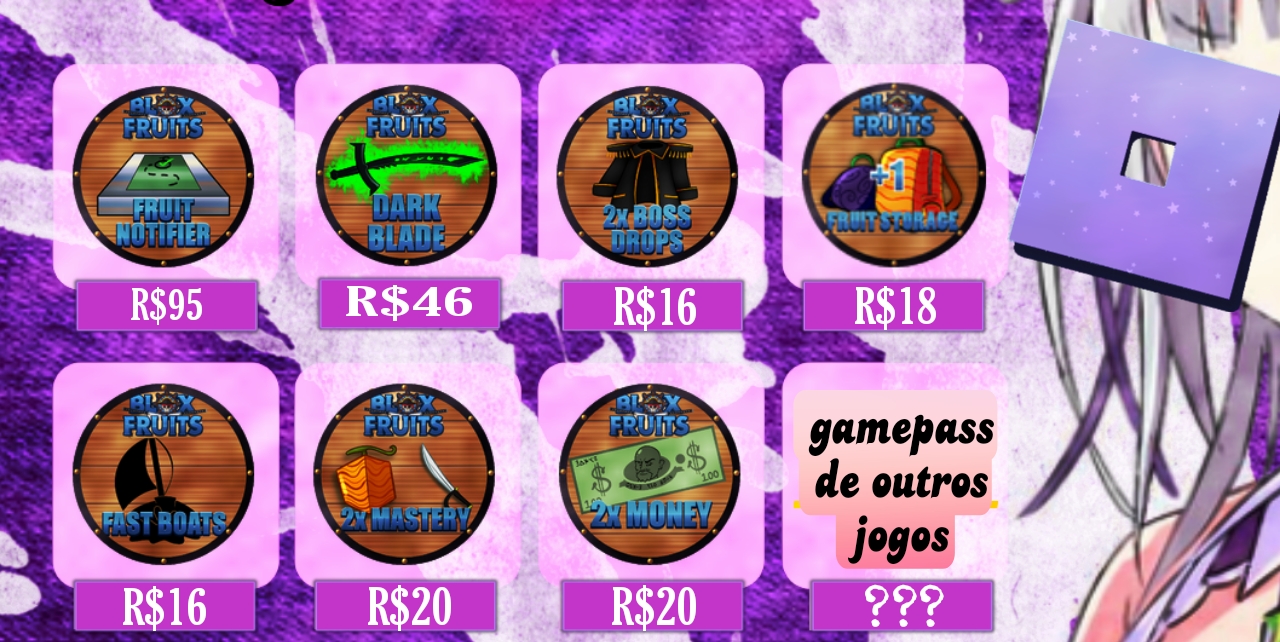 BLOX
FRUITS
FRUIT
NOTIFIER
R$95
BLOX
FRUITS
DARK
BLADE
R$46
BLOX
FRUITS
2x BOSS
DROPS
R$16
BLOX
FRUITS
+1
FRUIT STORAGE
R$18
BLOX
FRUITS
FAST BOATS
R$16
BLOX
FRUITS
2x MASTERY
R$20
BLOX
FRUITS
$
$
1.00
2x MONEY
R$20
gamepass
de outros
jogos
???